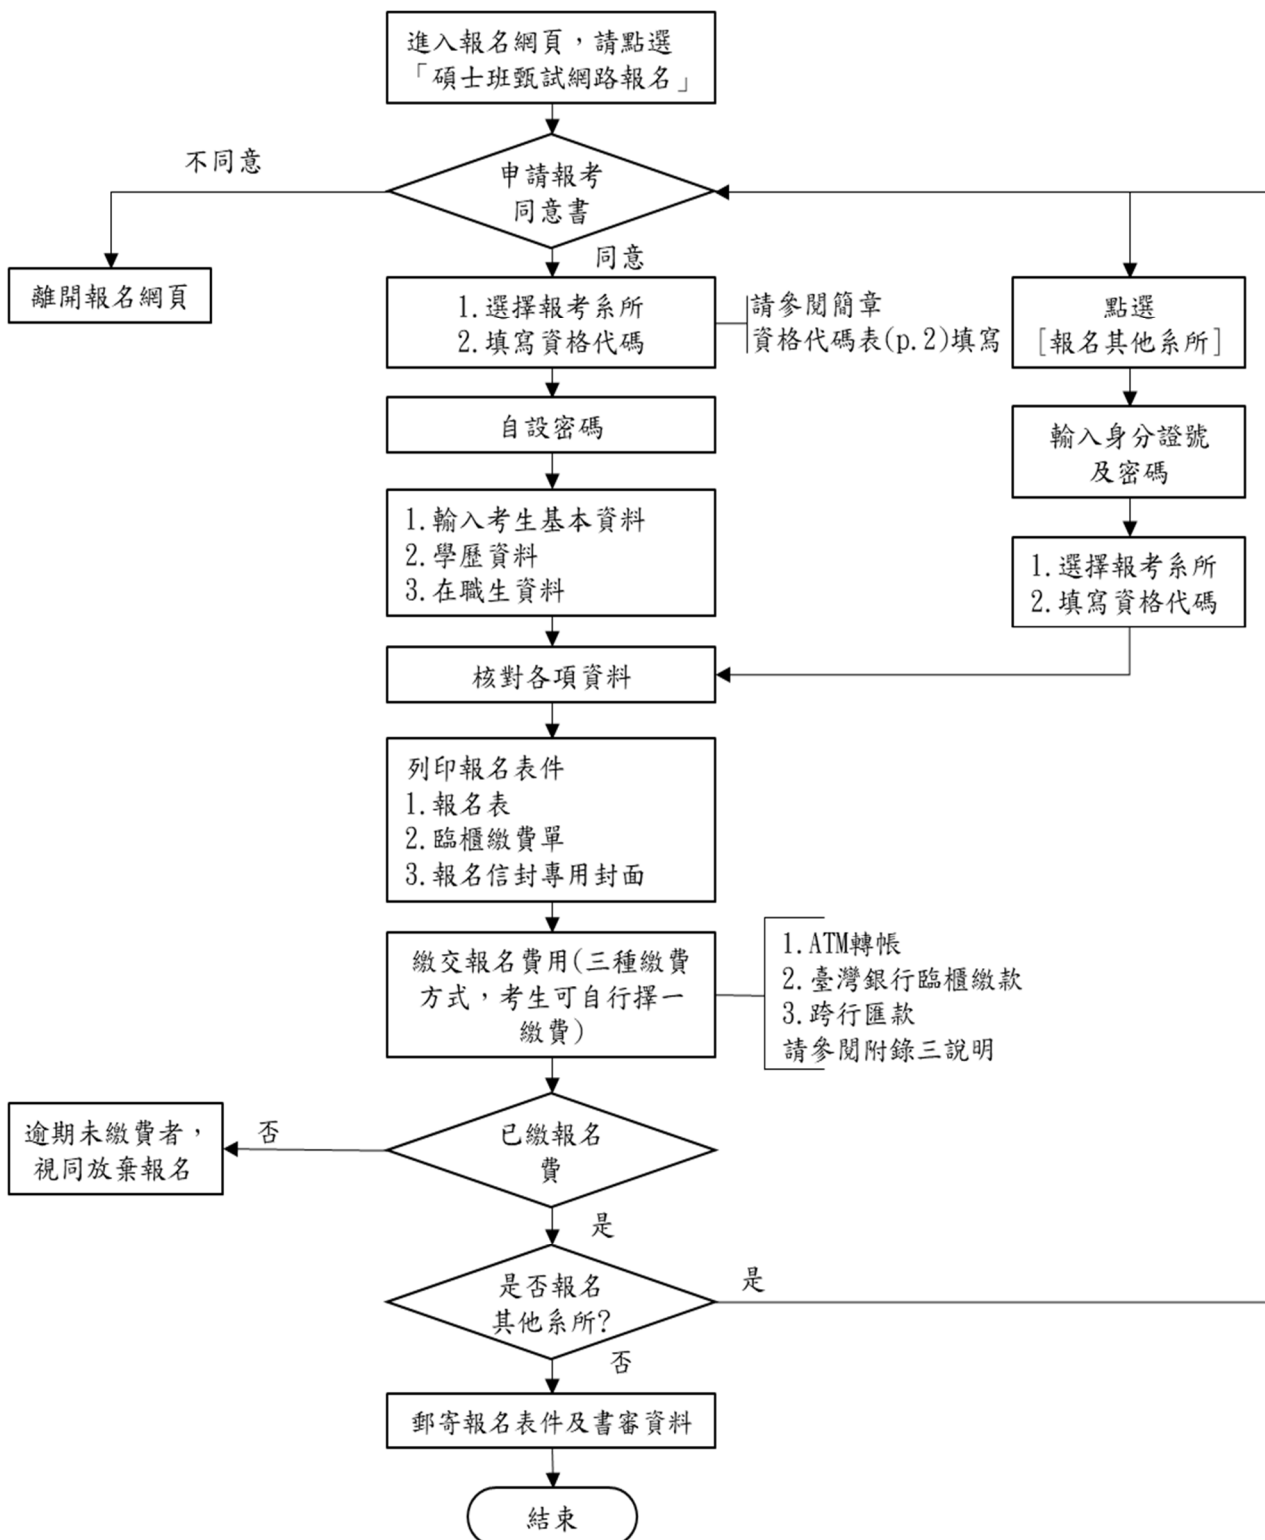 進入報名網頁，請點選
「碩士班甄試網路報名」
不同意
申請報考
同意書
同意
離開報名網頁
1.選擇報考系所
2.填寫資格代碼
請參閱簡章
資格代碼表(p.2)填寫
點選
[報名其他系所]
自設密碼
輸入身分證號
及密碼
1.輸入考生基本資料
2.學歷資料
3.在職生資料
1.選擇報考系所
2.填寫資格代碼
核對各項資料
列印報名表件
1.報名表
2.臨櫃繳費單
3.報名信封專用封面
繳交報名費用(三種繳費
方式，考生可自行擇一
繳費)
1.ATM轉帳
2.臺灣銀行臨櫃繳款
3.跨行匯款
請參閱附錄三說明
逾期未繳費者，
視同放棄報名
否
已繳報名
費
是
是否報名
其他系所?
是
否
郵寄報名表件及書審資料
結束